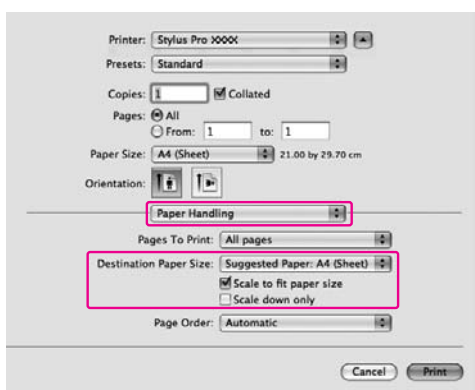 Printer: Stylus Pro XXXX
Presets: Standard
Copies: 1 Collated
Pages: All
From: 1 to: 1
Paper Size: A4 (Sheet) 21.00 by 29.70 cm
Orientation:
Paper Handling
Pages To Print: All pages
Destination Paper Size: Suggested Paper: A4 (Sheet)
Scale to fit paper size
Scale down only
Page Order: Automatic
Cancel Print